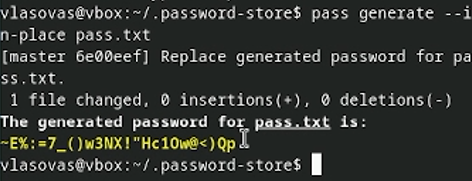 vlasovas@vbox:~/.password-store$ pass generate --i
n-place pass.txt
[master 6e00eef] Replace generated password for pa
ss.txt.
 1 file changed, 0 insertions(+), 0 deletions(-)
The generated password for pass.txt is:
~E%:=7_()w3NX!"Hc1Ow@<)Qp
vlasovas@vbox:~/.password-store$